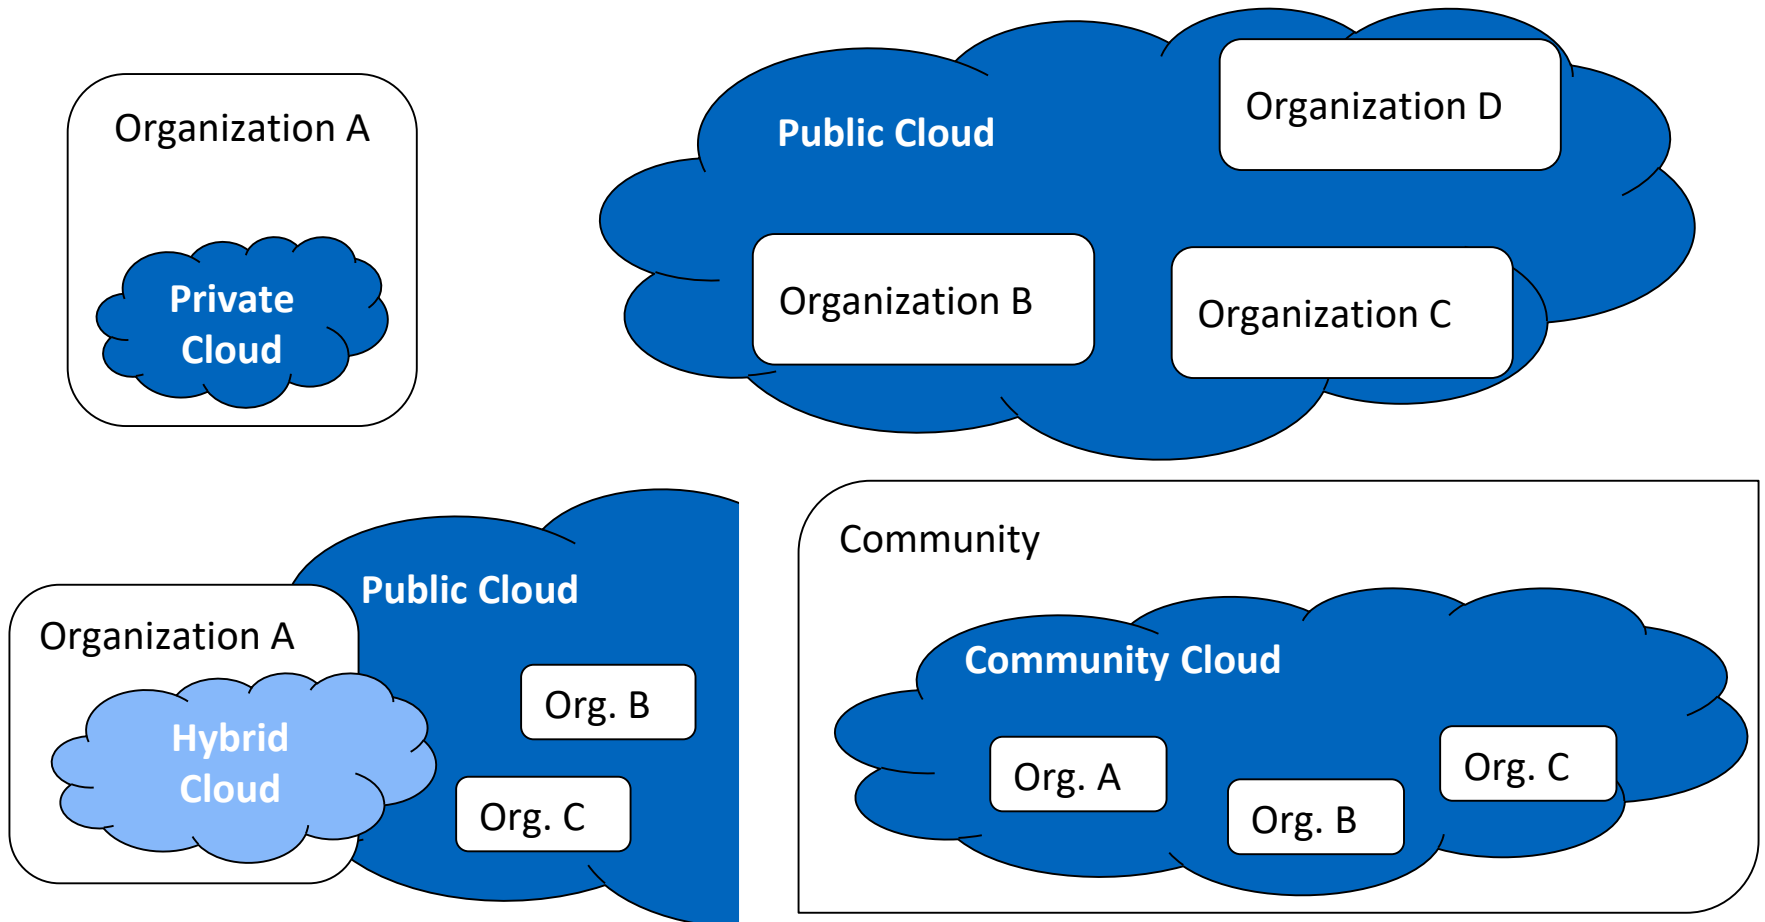 Organization A
Private
Cloud
Public Cloud
Organization D
Organization B
Organization C
Public Cloud
Organization A
Hybrid
Cloud
Org. B
Org. C
Community
Community Cloud
Org. A
Org. B
Org. C